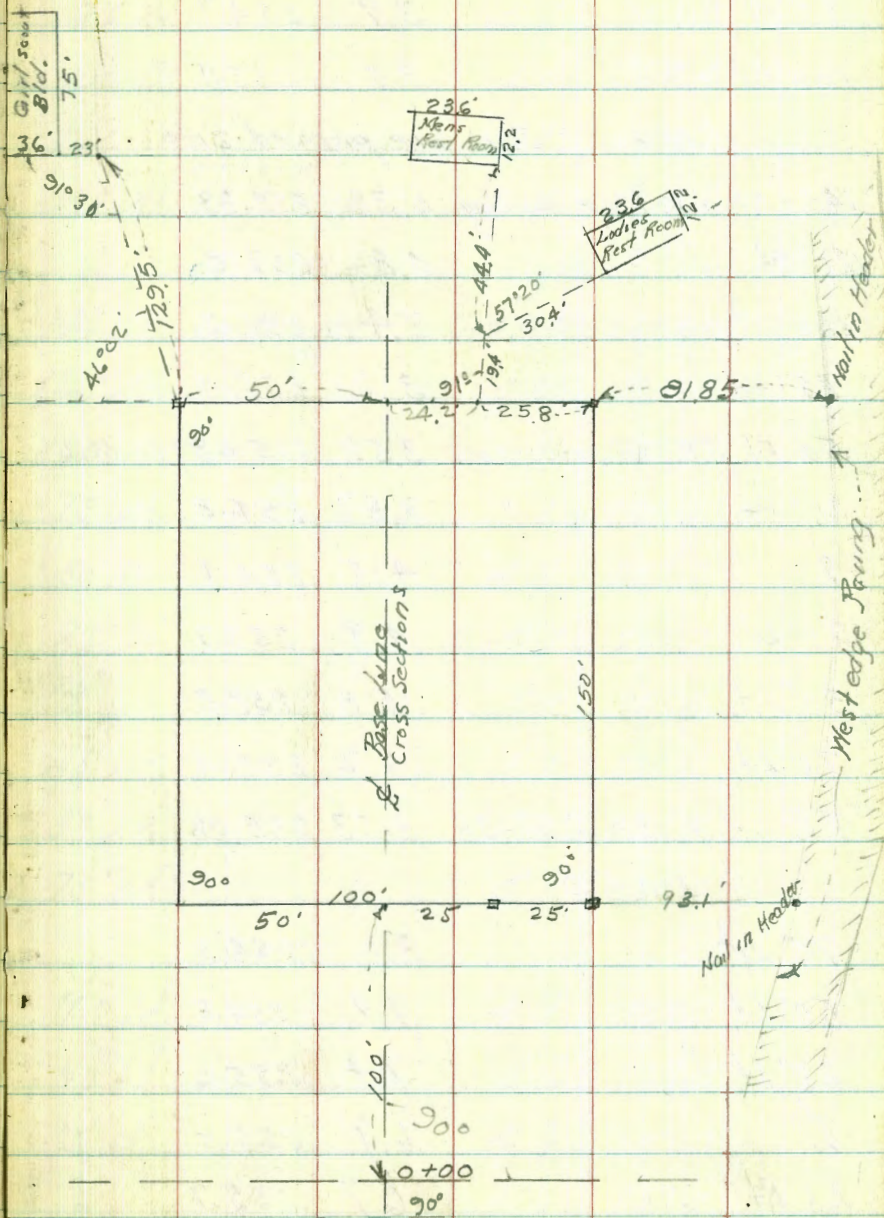 Girl Scout
Bld.
75'
36'
23'
91° 30'
129.5'
46°02'
23.6'
Mens
Rest Room
12.2
23.6
Ladies
Rest Room
12.2
44.4'
57°20'
30.4'
19.4'
91°
50'
24.2'
25.8'
81.85
Nail in Header
90°
West edge Paving
Base Line
Cross Sections
150'
90°
90°
100'
50'
25
25'
93.1'
Nail in Header
100'
90°
0+00
90°